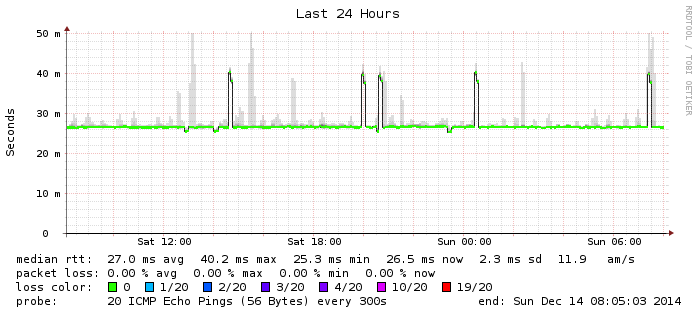 Last 24 Hours
RRDTOOL / TOBI OETIKER
Seconds
50 m
40 m
30 m
20 m
10 m
0
Sat 12:00 Sat 18:00 Sun 00:00 Sun 06:00
median rtt: 27.0 ms avg 40.2 ms max 25.3 ms min 26.5 ms now 2.3 ms sd 11.9 am/s
packet loss: 0.00 % avg 0.00 % max 0.00 % min 0.00 % now
loss color: 0 1/20 2/20 3/20 4/20 10/20 19/20
probe: 20 ICMP Echo Pings (56 Bytes) every 300s end: Sun Dec 14 08:05:03 2014